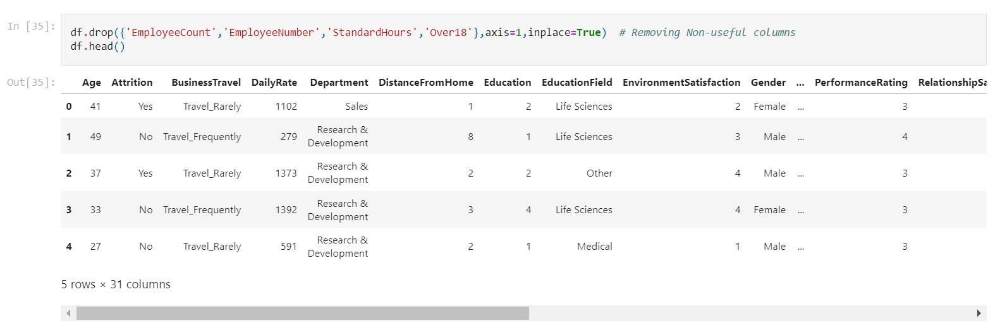 In [35]:
df.drop({'EmployeeCount','EmployeeNumber','StandardHours','Over18'},axis=1,inplace=True)  # Removing Non-useful columns
df.head()
Out[35]:
Age Attrition BusinessTravel DailyRate Department DistanceFromHome Education EducationField EnvironmentSatisfaction Gender ... PerformanceRating RelationshipSa
0 41 Yes Travel_Rarely 1102 Sales 1 2 Life Sciences 2 Female ... 3
1 49 No Travel_Frequently 279 Research & Development 8 1 Life Sciences 3 Male ... 4
2 37 Yes Travel_Rarely 1373 Research & Development 2 2 Other 4 Male ... 3
3 33 No Travel_Frequently 1392 Research & Development 3 4 Life Sciences 4 Female ... 3
4 27 No Travel_Rarely 591 Research & Development 2 1 Medical 1 Male ... 3
5 rows × 31 columns